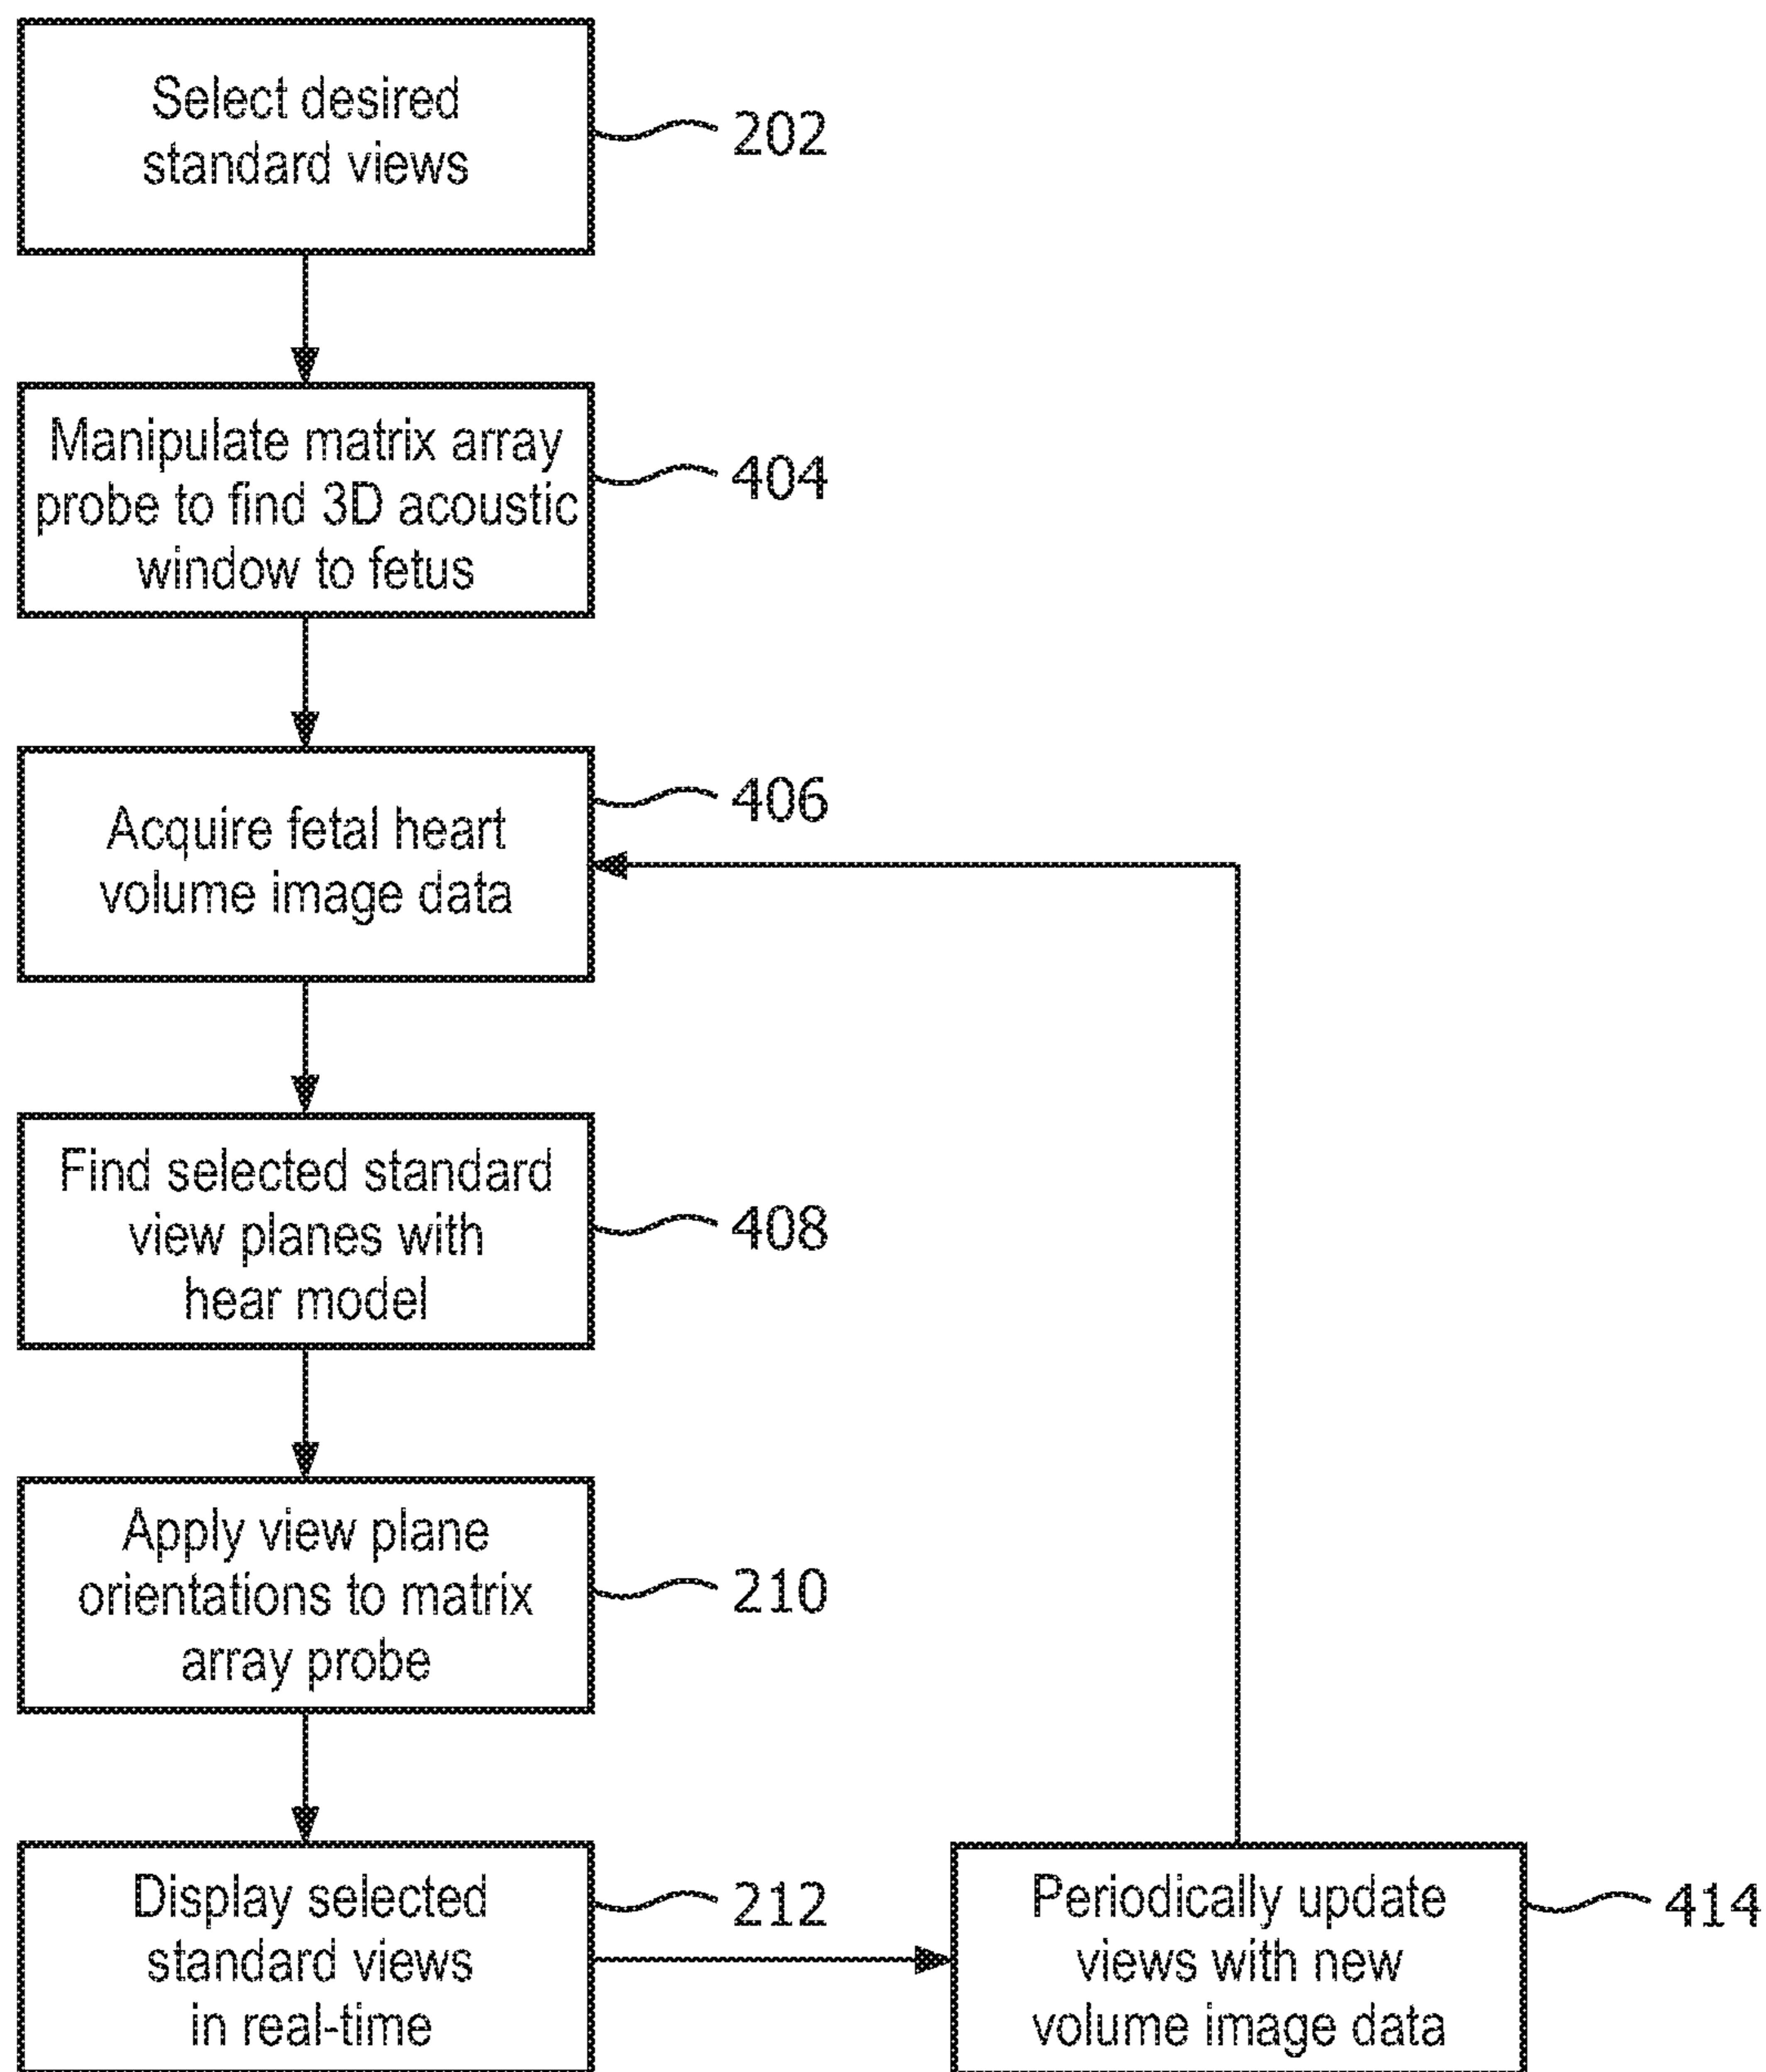 Select desired
standard views
202
Manipulate matrix array
probe to find 3D acoustic
window to fetus
404
Acquire fetal heart
volume image data
406
Find selected standard
view planes with
hear model
408
Apply view plane
orientations to matrix
array probe
210
Display selected
standard views
in real-time
212
Periodically update
views with new
volume image data
414